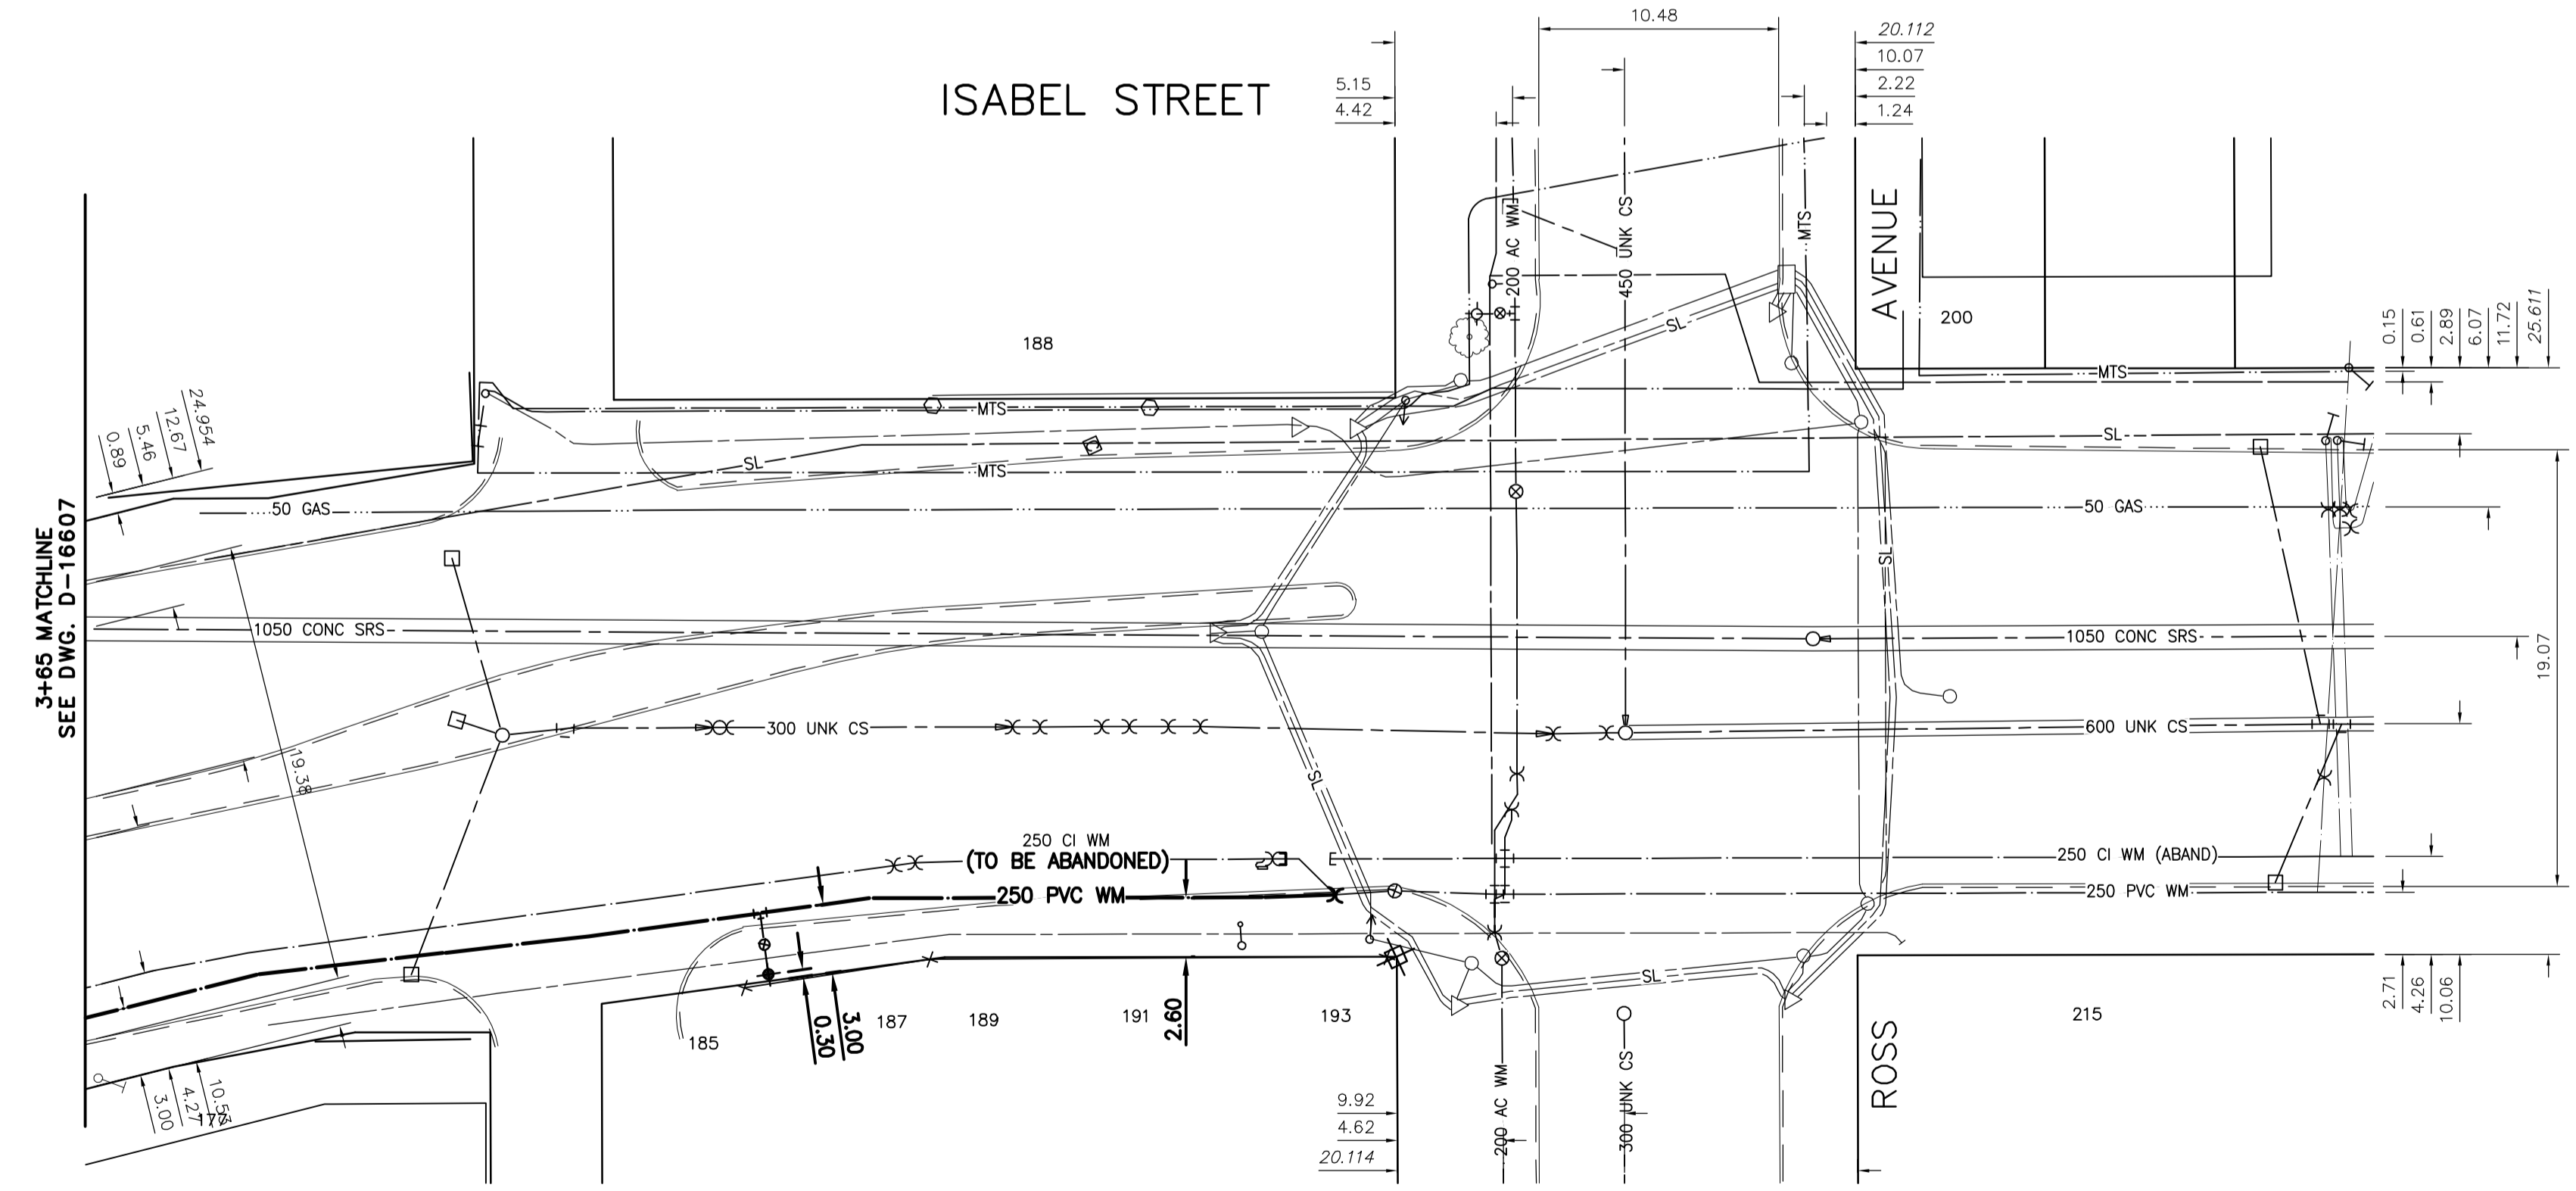 ISABEL STREET
10.48
20.112
10.07
2.22
1.24
5.15
4.42
AVENUE
200 AC WM
450 UNK CS
MTS
188
200
SL
MTS
MTS
0.15
0.61
2.89
6.07
11.72
25.611
24.954
12.67
5.46
0.89
SL
MTS
SL
50 GAS
50 GAS
3+65 MATCHLINE
SEE DWG. D-16607
SL
1050 CONC SRS
1050 CONC SRS
19.07
300 UNK CS
600 UNK CS
19.38
SL
250 CI WM
(TO BE ABANDONED)
250 CI WM (ABAND)
250 PVC WM
250 PVC WM
SL
2.71
4.26
10.06
185
187
189
191
193
215
3.00
0.30
2.60
ROSS
10.53
4.27
3.00
177
9.92
4.62
20.114
200 AC WM
300 UNK CS